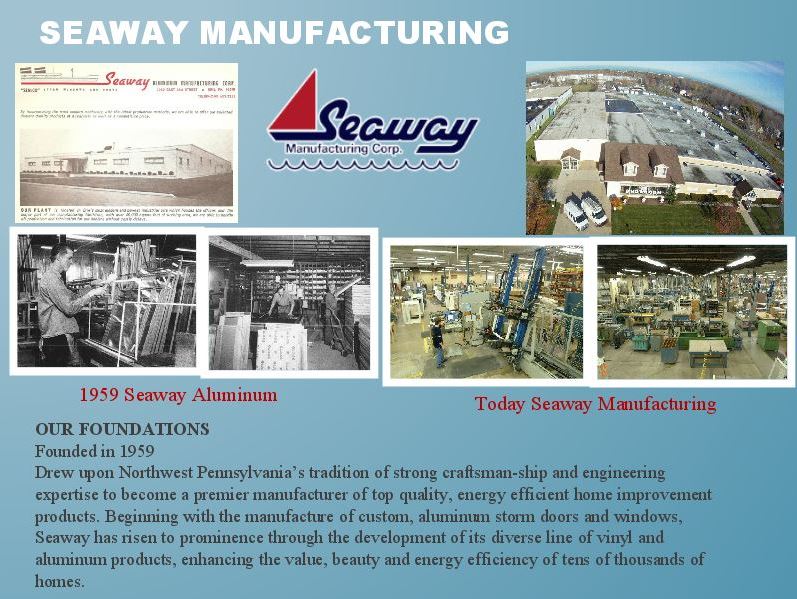 SEAWAY MANUFACTURING
Seaway ALUMINUM MANUFACTURING CORP.
"SEMCO"
Seaway
Manufacturing Corp.
OUR PLANT
1959 Seaway Aluminum
Today Seaway Manufacturing
OUR FOUNDATIONS
Founded in 1959
Drew upon Northwest Pennsylvania's tradition of strong craftsman-ship and engineering
expertise to become a premier manufacturer of top quality, energy efficient home improvement
products. Beginning with the manufacture of custom, aluminum storm doors and windows,
Seaway has risen to prominence through the development of its diverse line of vinyl and
aluminum products, enhancing the value, beauty and energy efficiency of tens of thousands of
homes.